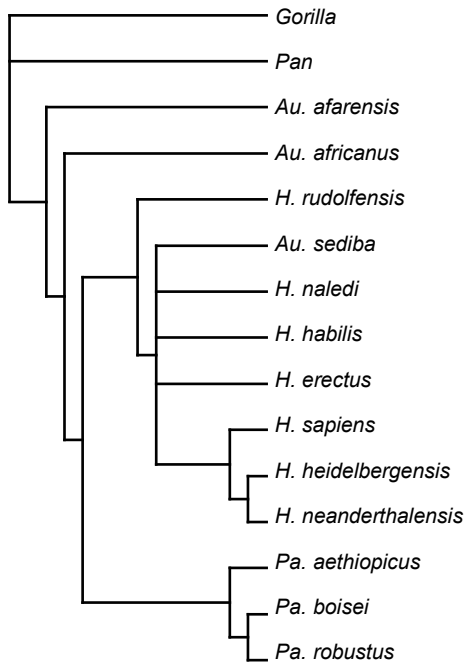 Gorilla
Pan
Au. afarensis
Au. africanus
H. rudolfensis
Au. sediba
H. naledi
H. habilis
H. erectus
H. sapiens
H. heidelbergensis
H. neanderthalensis
Pa. aethiopicus
Pa. boisei
Pa. robustus